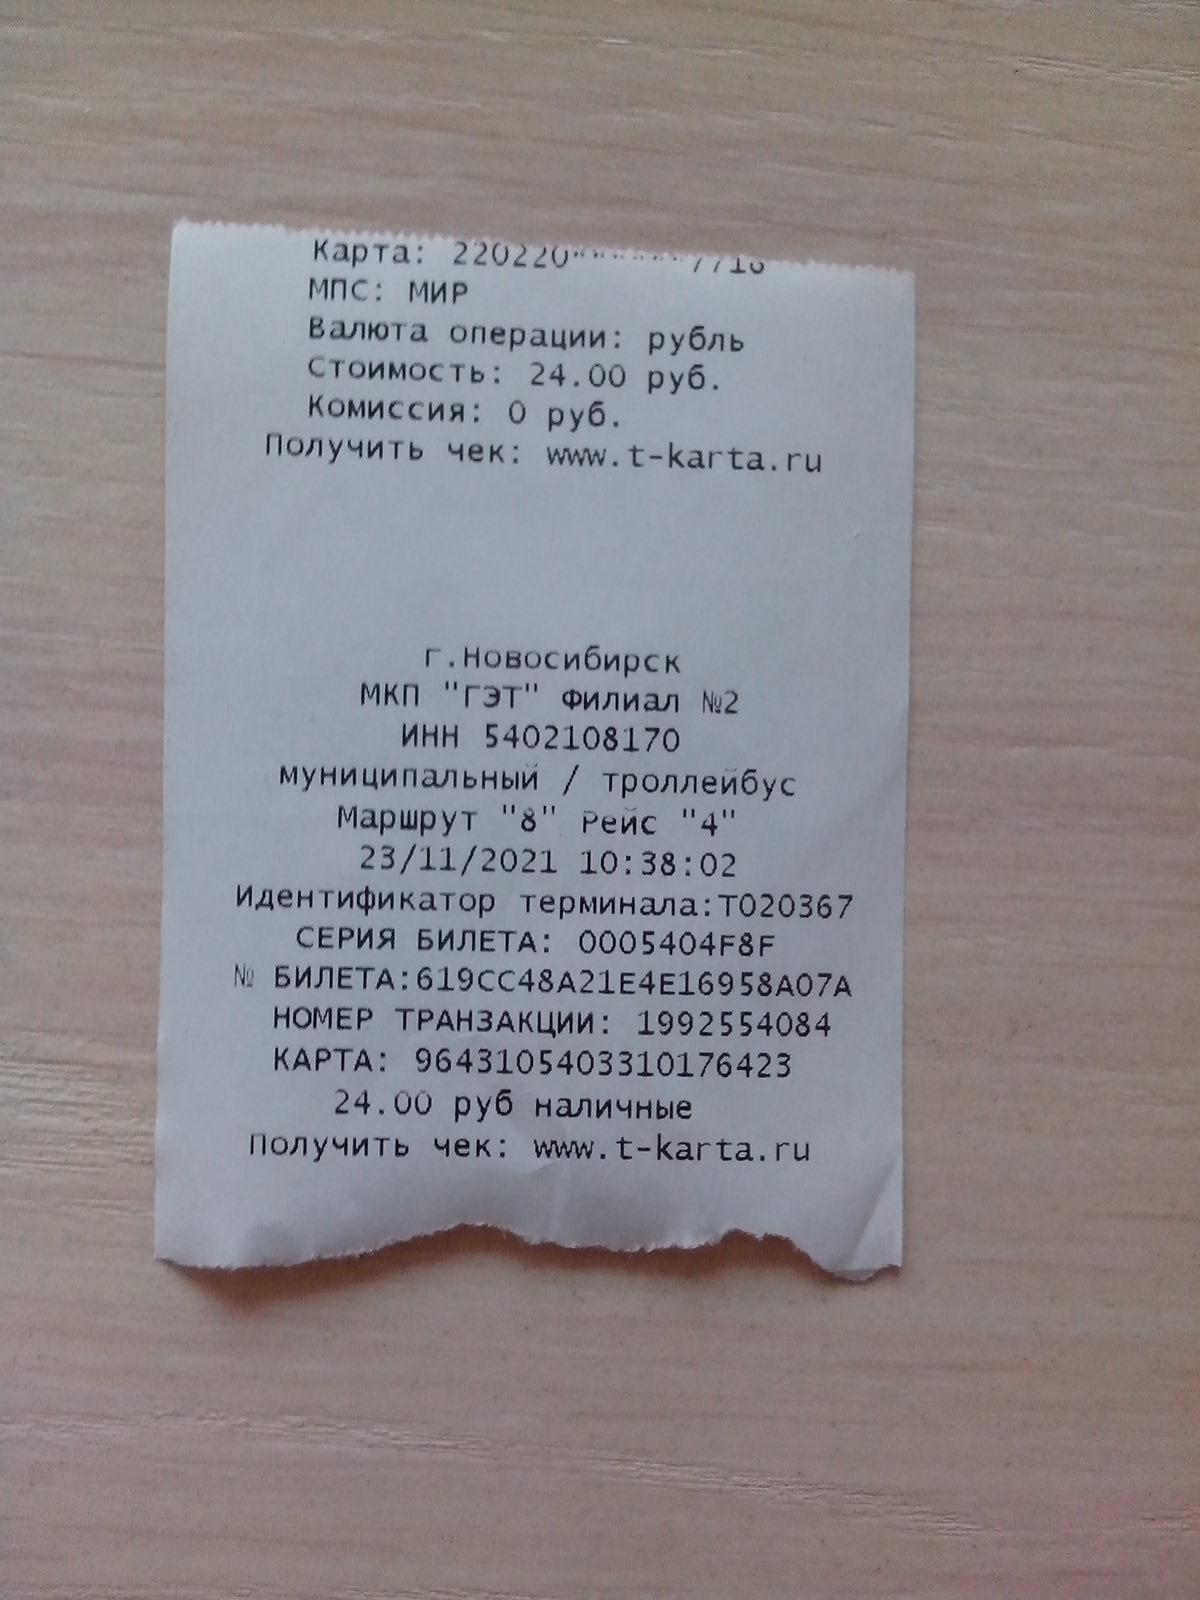 Карта: 220220******7716
МПС: МИР
Валюта операции: рубль
Стоимость: 24.00 руб.
Комиссия: 0 руб.
Получить чек: www.t-karta.ru
г.Новосибирск
МКП "ГЭТ" Филиал №2
ИНН 5402108170
муниципальный / троллейбус
Маршрут "8" Рейс "4"
23/11/2021 10:38:02
Идентификатор терминала:T020367
СЕРИЯ БИЛЕТА: 0005404F8F
№ БИЛЕТА:619CC48A21E4E16958A07A
НОМЕР ТРАНЗАКЦИИ: 1992554084
КАРТА: 9643105403310176423
24.00 руб наличные
Получить чек: www.t-karta.ru